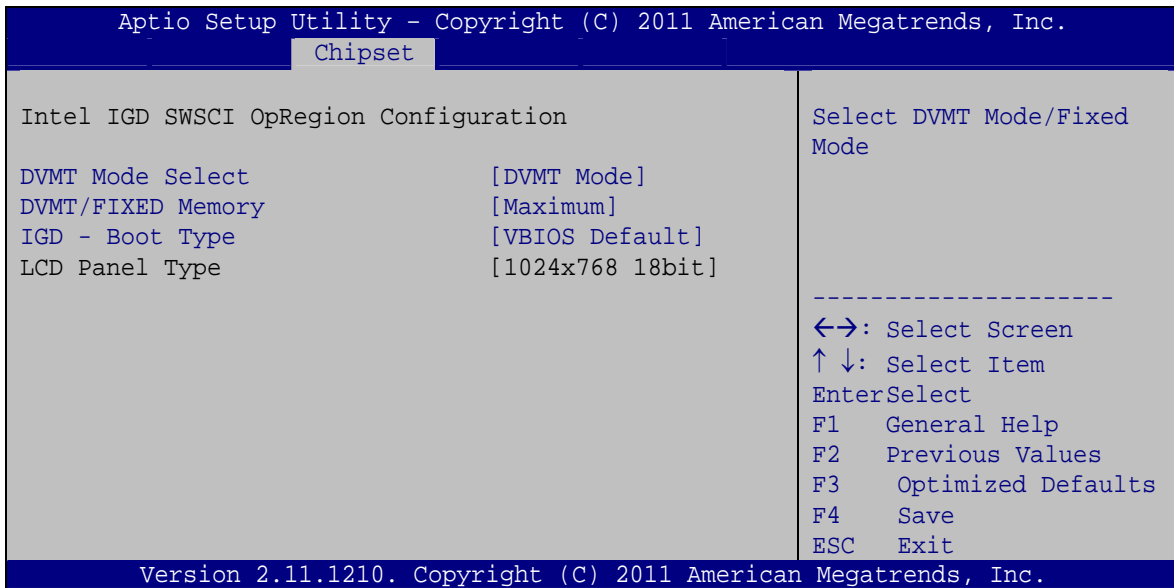 Aptio Setup Utility – Copyright (C) 2011 American Megatrends, Inc.
Chipset
Intel IGD SWSCI OpRegion Configuration
DVMT Mode Select [DVMT Mode]
DVMT/FIXED Memory [Maximum]
IGD - Boot Type [VBIOS Default]
LCD Panel Type [1024x768 18bit]
Select DVMT Mode/Fixed
Mode
---------------------
←→: Select Screen
↑ ↓: Select Item
EnterSelect
F1 General Help
F2 Previous Values
F3 Optimized Defaults
F4 Save
ESC Exit
Version 2.11.1210. Copyright (C) 2011 American Megatrends, Inc.